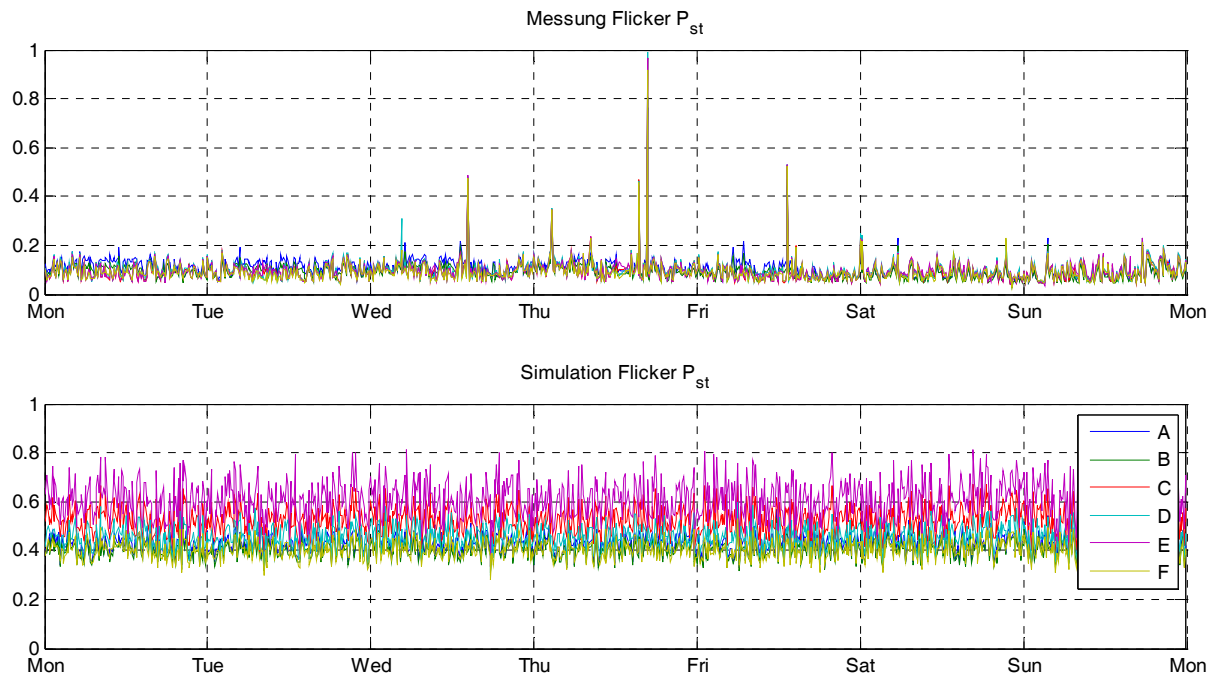 Messung Flicker P_st
1
0.8
0.6
0.4
0.2
0
Mon Tue Wed Thu Fri Sat Sun Mon
Simulation Flicker P_st
1
0.8
0.6
0.4
0.2
0
A
B
C
D
E
F
Mon Tue Wed Thu Fri Sat Sun Mon